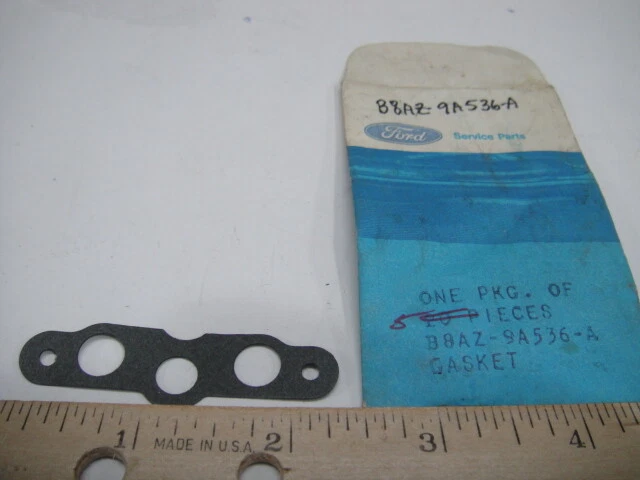 B8AZ-9A536-A
Ford Service Parts
ONE PKG. OF
5 PIECES
B8AZ-9A536-A
GASKET
1 MADE IN U.S.A. 2 3 4